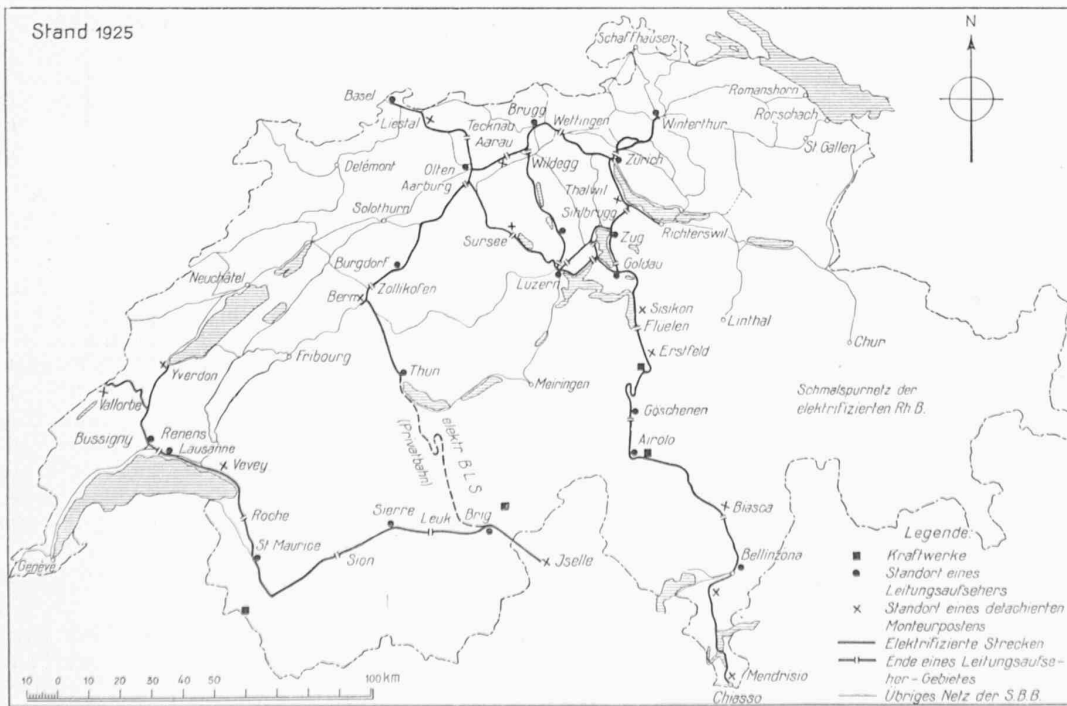 Stand 1925
N
Schaffhausen
Romanshorn
Rorschach
St Gallen
Winterthur
Basel
Liestal
Tecknau
Aarau
Brugg
Wettingen
Zürich
Delémont
Olten
Aarburg
Wildegg
Thalwil
Sihlbrugg
Solothurn
Sursee
Zug
Richterswil
Goldau
Burgdorf
Neuchâtel
Zollikofen
Luzern
Bern
Sisikon
Fluelen
Linthal
Fribourg
Erstfeld
Chur
Yverdon
Thun
Meiringen
Vallorbe
Göschenen
Schmalspurnetz der
elektrifizierten Rh B.
Bussigny
Renens
Lausanne
(Privatbahn)
elektr B L S
Airolo
Vevey
Biasca
Roche
Sierre
Leuk
Brig
St Maurice
Sion
Jselle
Bellinzona
Genève
Mendrisio
Chiasso
Legende:
Kraftwerke
Standort eines
Leitungsaufsehers
Standort eines detachierten
Monteurpostens
Elektrifizierte Strecken
Ende eines Leitungsaufse-
her-Gebietes
Übriges Netz der S.B.B.
10 0 10 20 30 40 50 100 km